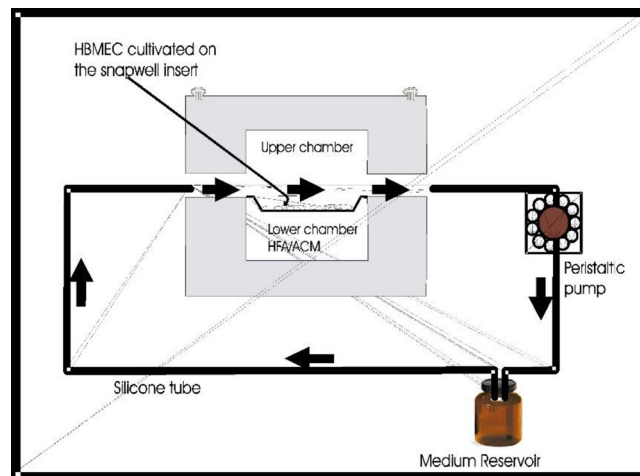 HBMEC cultivated on
the snapwell insert
Upper chamber
Lower chamber
HFA/ACM
Peristaltic
pump
Silicone tube
Medium Reservoir